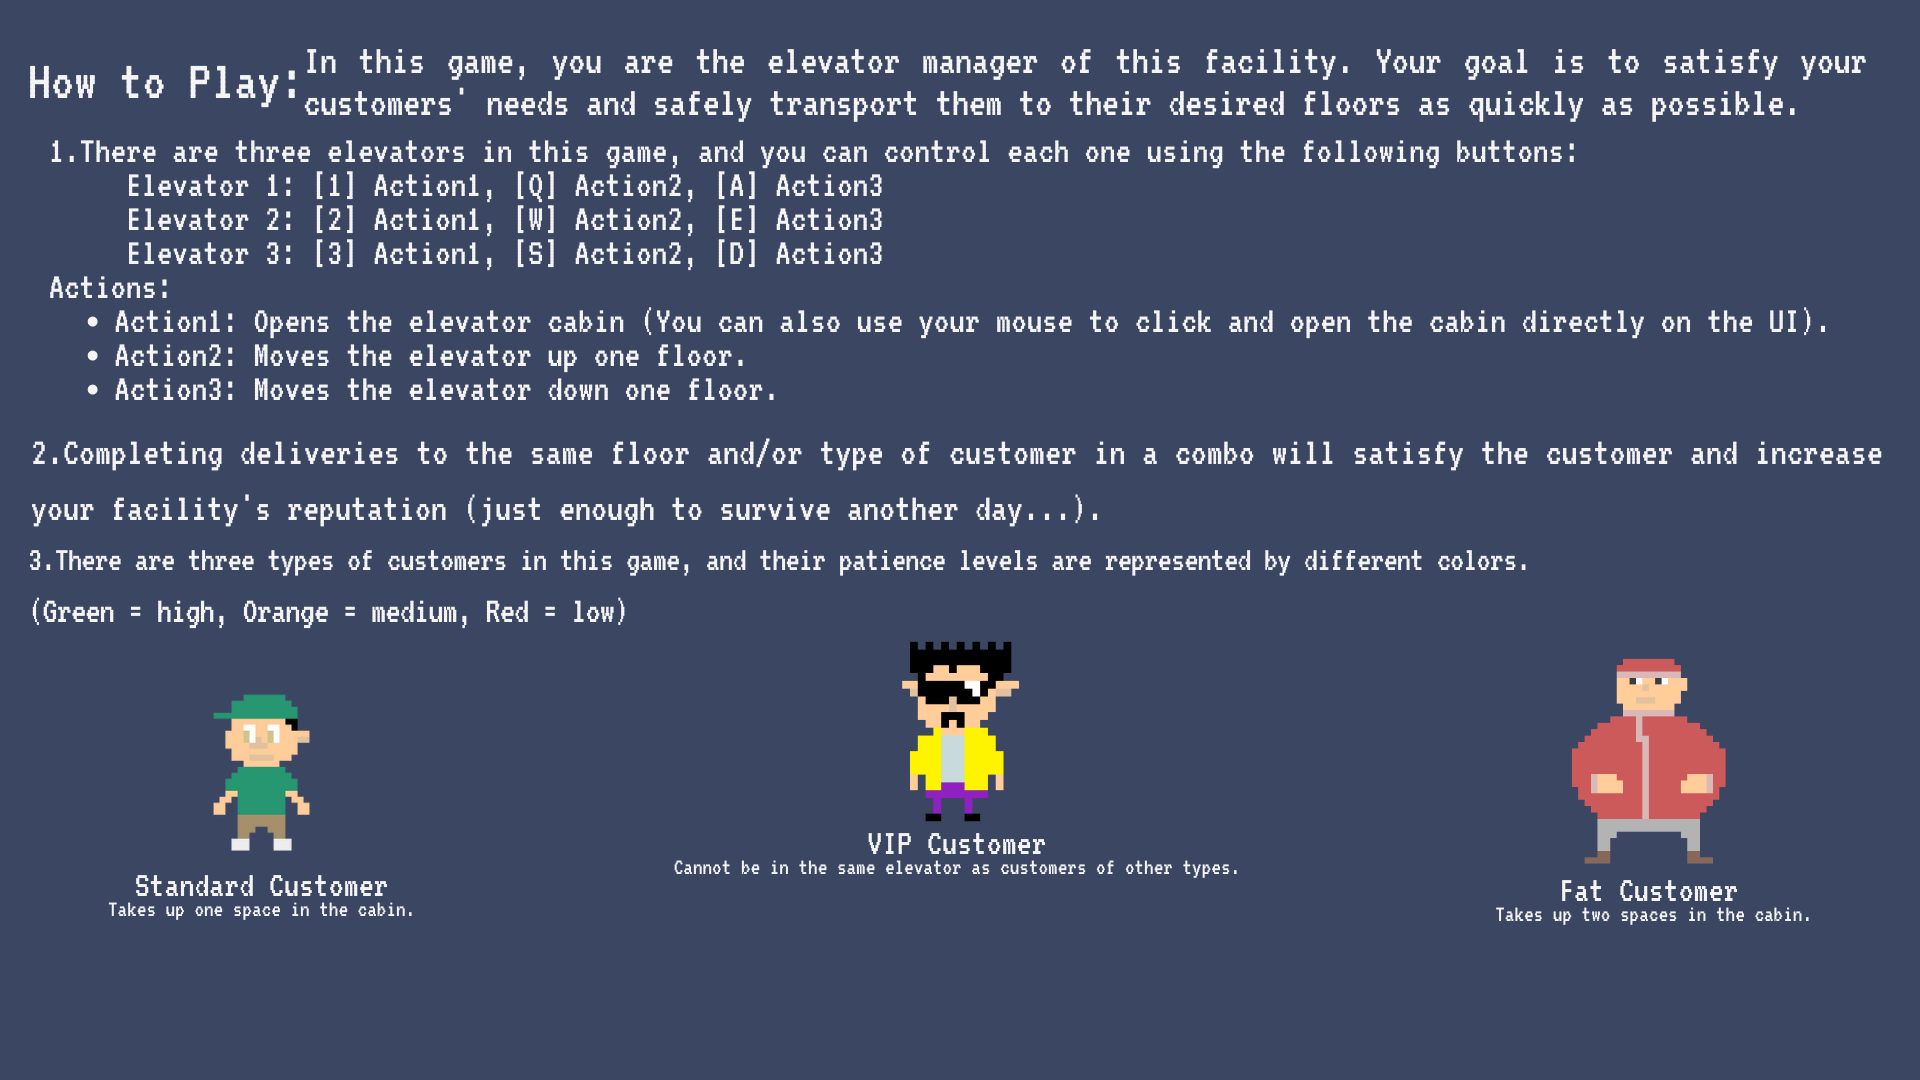 How to Play:
In this game, you are the elevator manager of this facility. Your goal is to satisfy your
customers' needs and safely transport them to their desired floors as quickly as possible.
1.There are three elevators in this game, and you can control each one using the following buttons:
Elevator 1: [1] Action1, [Q] Action2, [A] Action3
Elevator 2: [2] Action1, [W] Action2, [E] Action3
Elevator 3: [3] Action1, [S] Action2, [D] Action3
Actions:
• Action1: Opens the elevator cabin (You can also use your mouse to click and open the cabin directly on the UI).
• Action2: Moves the elevator up one floor.
• Action3: Moves the elevator down one floor.
2.Completing deliveries to the same floor and/or type of customer in a combo will satisfy the customer and increase
your facility's reputation (just enough to survive another day...).
3.There are three types of customers in this game, and their patience levels are represented by different colors.
(Green = high, Orange = medium, Red = low)
Standard Customer
Takes up one space in the cabin.
VIP Customer
Cannot be in the same elevator as customers of other types.
Fat Customer
Takes up two spaces in the cabin.